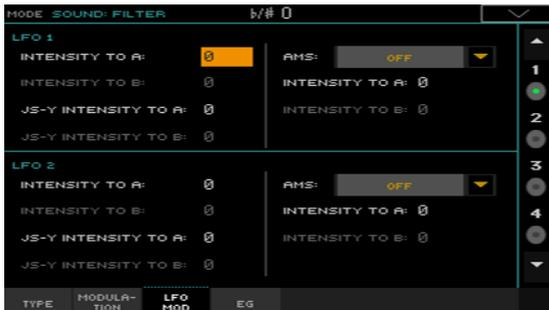 MODE SOUND: FILTER b/# 0
LFO 1
INTENSITY TO A: 0 AMS: OFF
INTENSITY TO B: 0 INTENSITY TO A: 0
JS-Y INTENSITY TO A: 0 INTENSITY TO B: 0
JS-Y INTENSITY TO B: 0
LFO 2
INTENSITY TO A: 0 AMS: OFF
INTENSITY TO B: 0 INTENSITY TO A: 0
JS-Y INTENSITY TO A: 0 INTENSITY TO B: 0
JS-Y INTENSITY TO B: 0
1
2
3
4
TYPE MODULA-TION LFO MOD EG